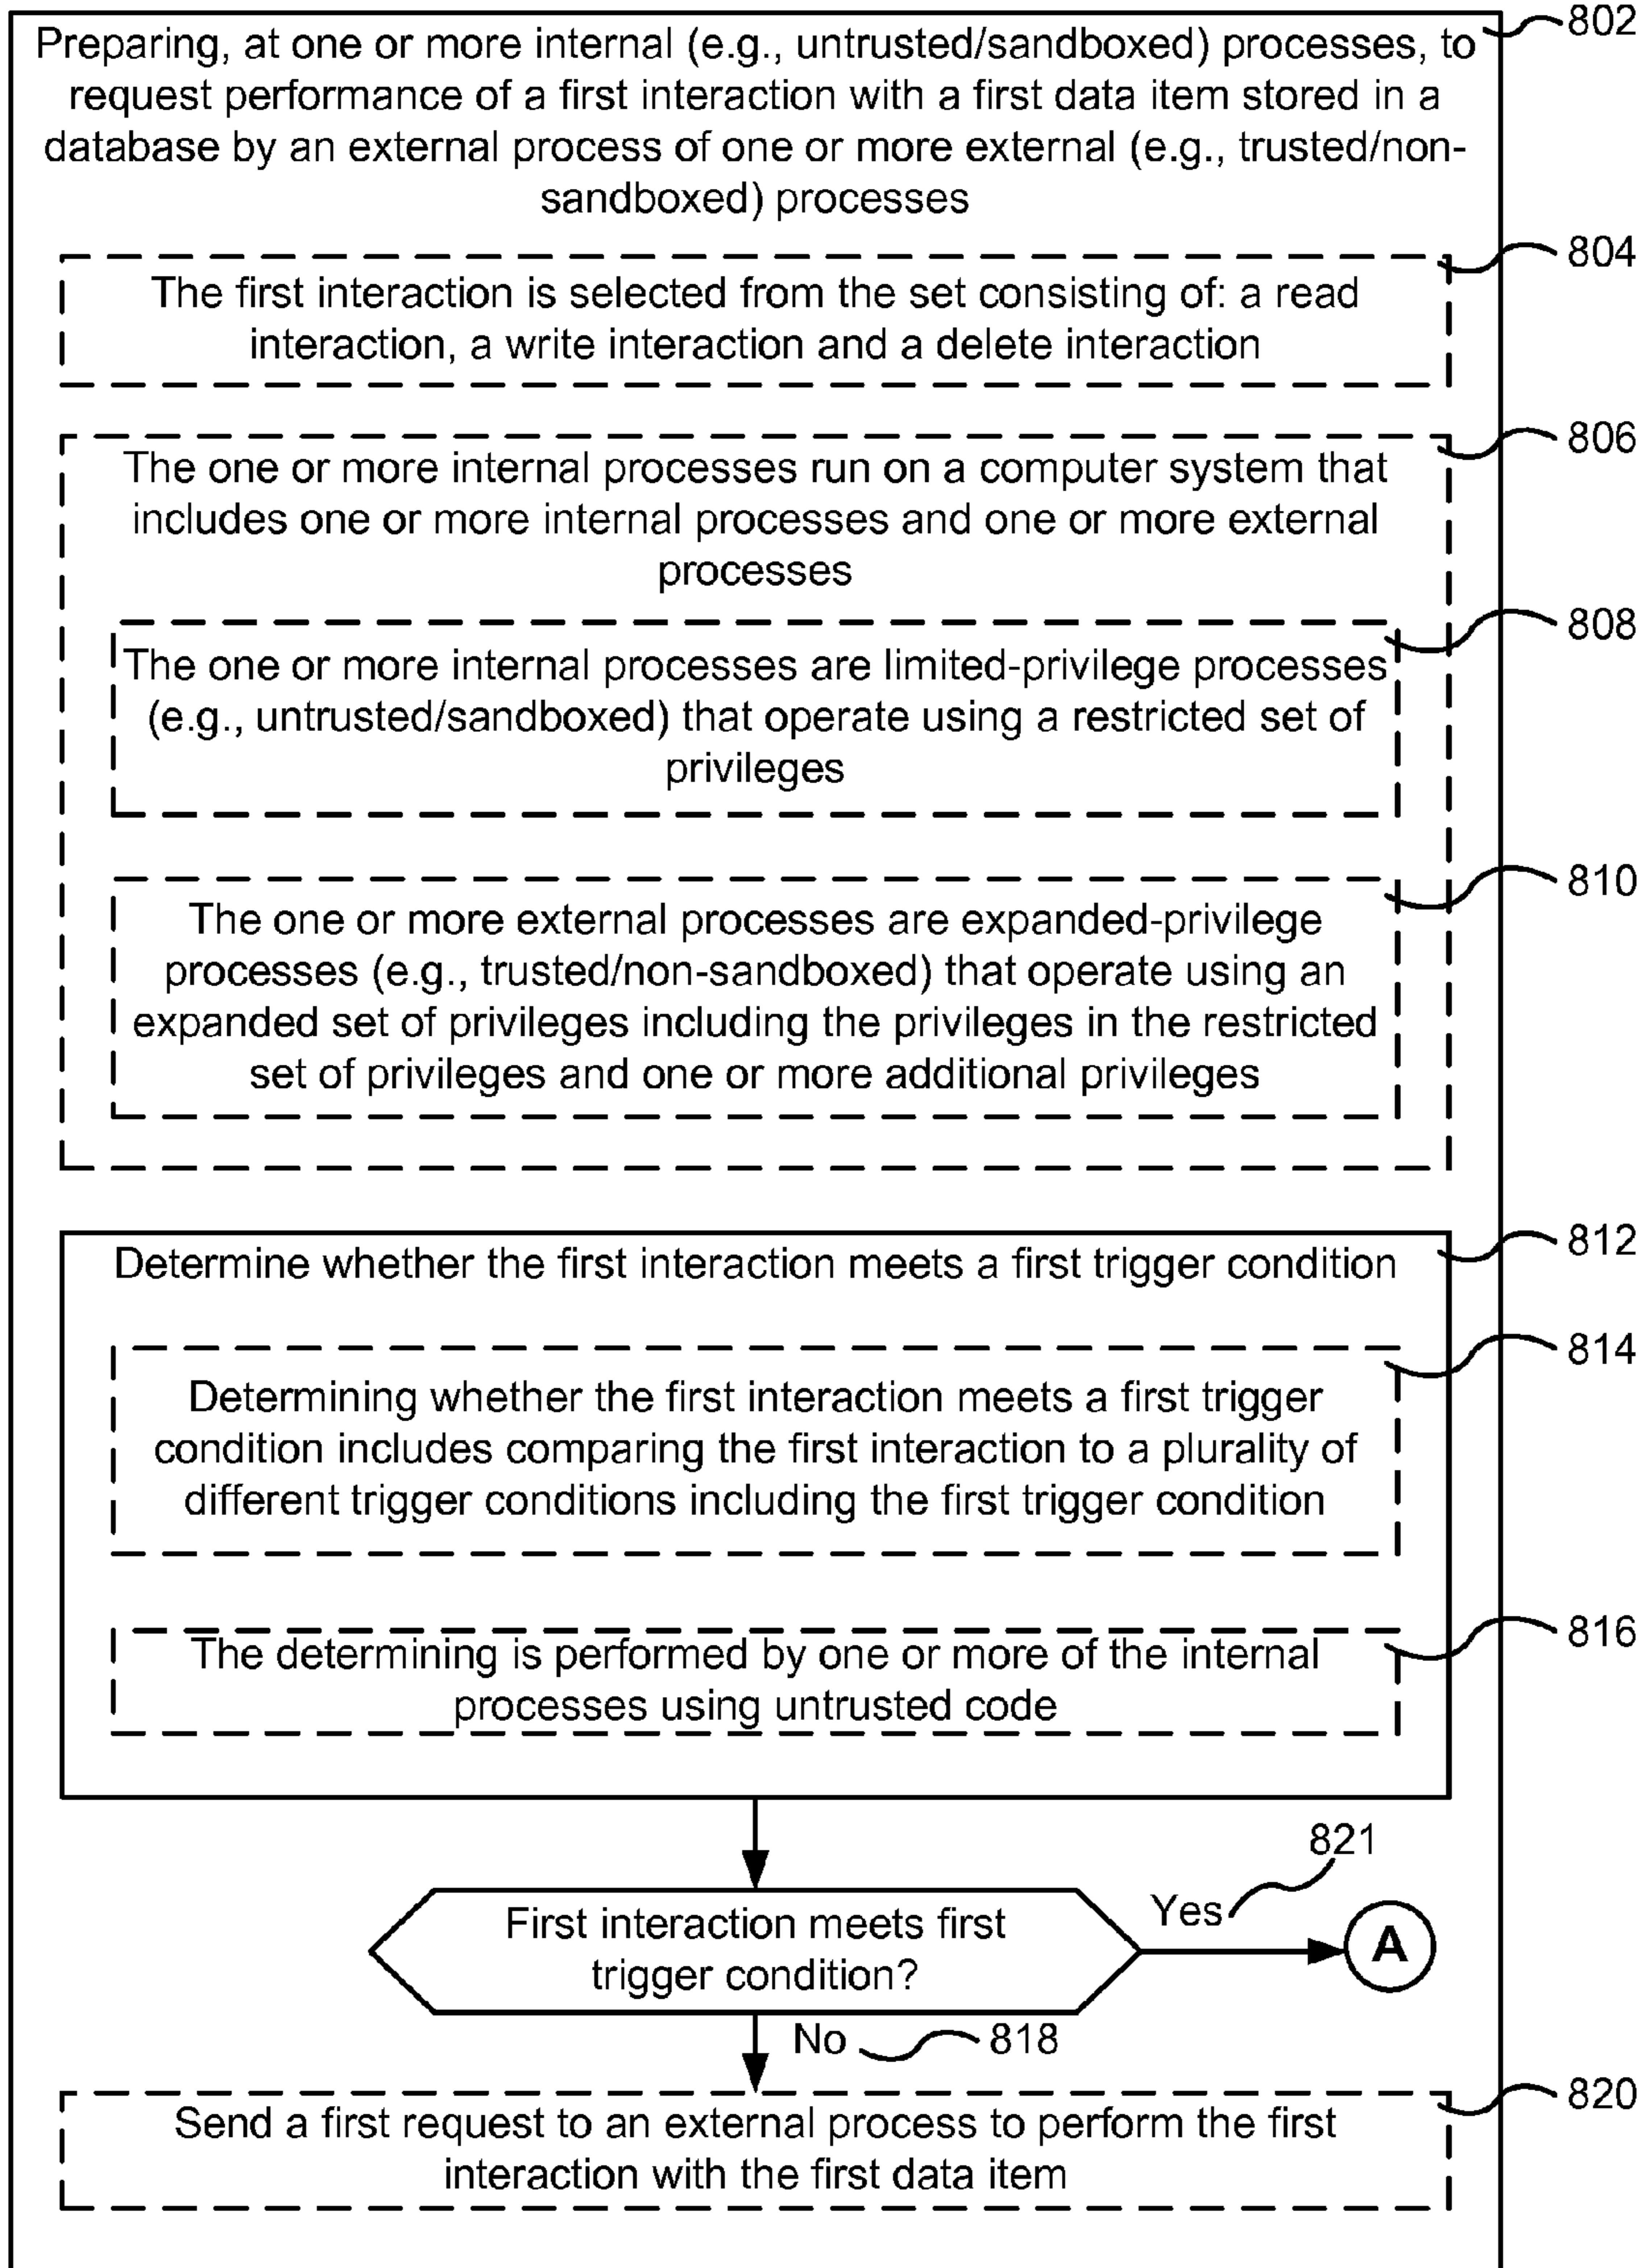 802
Preparing, at one or more internal (e.g., untrusted/sandboxed) processes, to
request performance of a first interaction with a first data item stored in a
database by an external process of one or more external (e.g., trusted/non-
sandboxed) processes
804
The first interaction is selected from the set consisting of: a read
interaction, a write interaction and a delete interaction
806
The one or more internal processes run on a computer system that
includes one or more internal processes and one or more external
processes
808
The one or more internal processes are limited-privilege processes
(e.g., untrusted/sandboxed) that operate using a restricted set of
privileges
810
The one or more external processes are expanded-privilege
processes (e.g., trusted/non-sandboxed) that operate using an
expanded set of privileges including the privileges in the restricted
set of privileges and one or more additional privileges
812
Determine whether the first interaction meets a first trigger condition
814
Determining whether the first interaction meets a first trigger
condition includes comparing the first interaction to a plurality of
different trigger conditions including the first trigger condition
816
The determining is performed by one or more of the internal
processes using untrusted code
821
First interaction meets first
trigger condition?
Yes
A
No
818
820
Send a first request to an external process to perform the first
interaction with the first data item